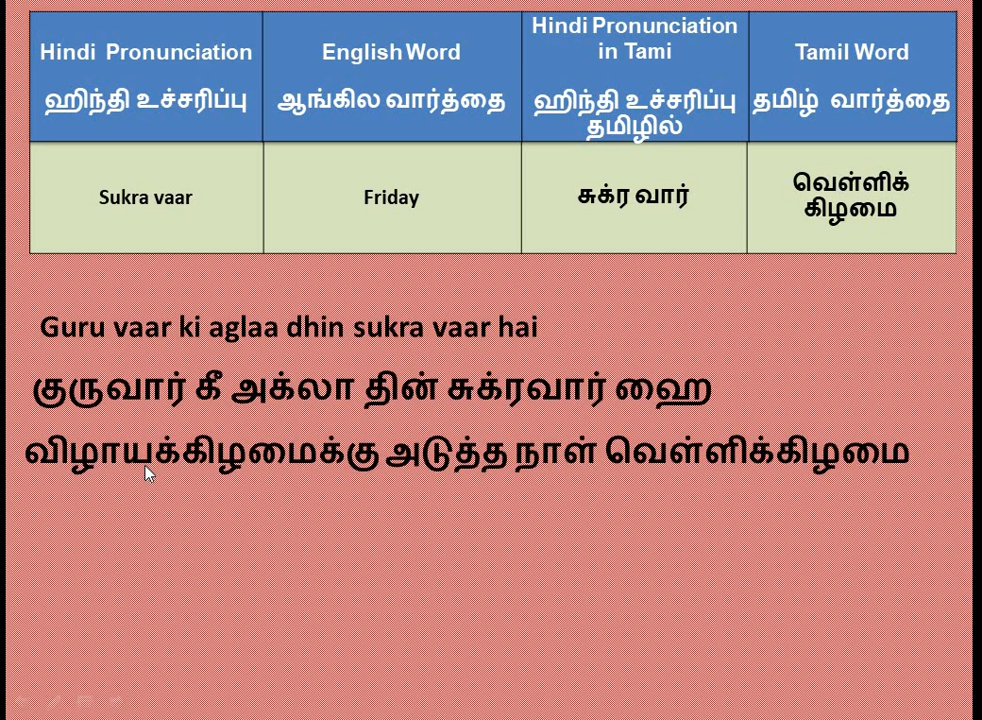 Hindi Pronunciation
ஹிந்தி உச்சரிப்பு
English Word
ஆங்கில வார்த்தை
Hindi Pronunciation
in Tami
ஹிந்தி உச்சரிப்பு
தமிழில்
Tamil Word
தமிழ் வார்த்தை
Sukra vaar
Friday
சுக்ர வார்
வெள்ளிக்
கிழமை
Guru vaar ki aglaa dhin sukra vaar hai
குருவார் கீ அக்லா தின் சுக்ரவார் ஹை
விழாயக்கிழமைக்கு அடுத்த நாள் வெள்ளிக்கிழமை